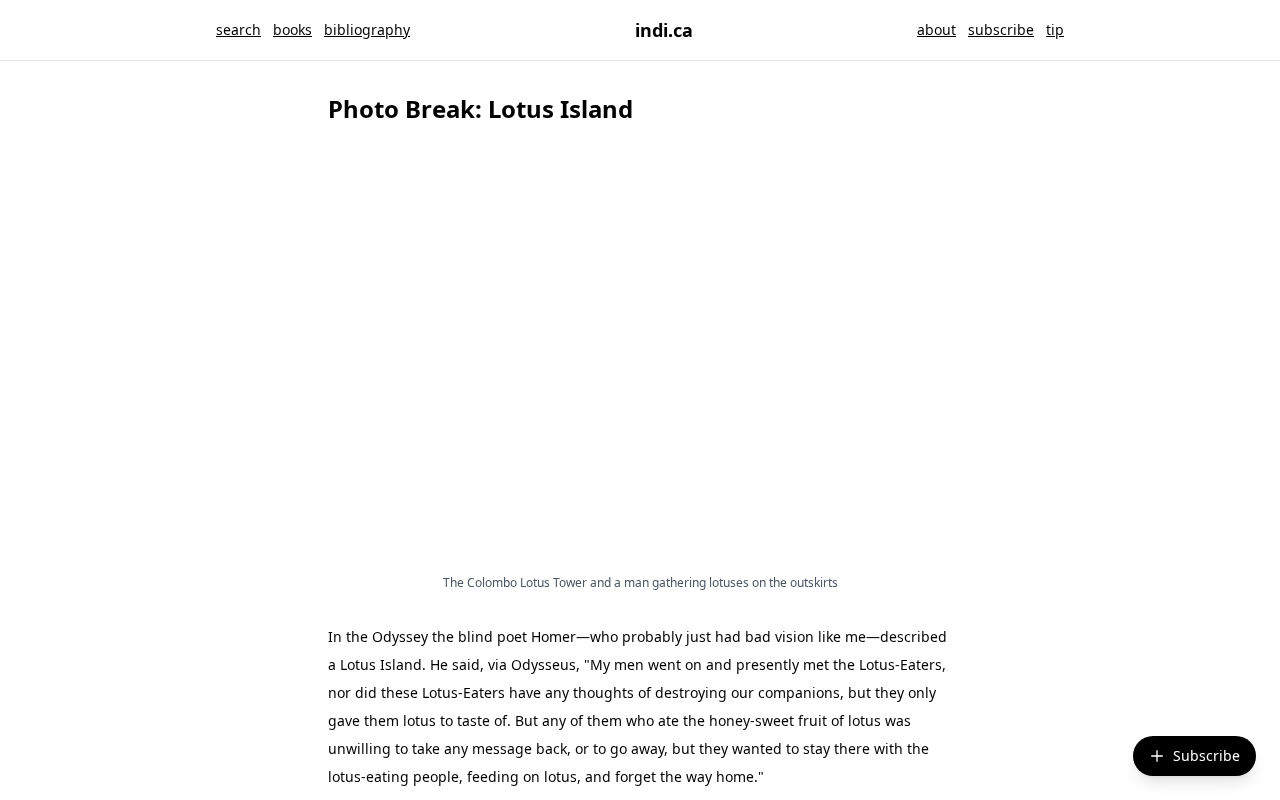 search books bibliography indi.ca about subscribe tip
Photo Break: Lotus Island
The Colombo Lotus Tower and a man gathering lotuses on the outskirts
In the Odyssey the blind poet Homer—who probably just had bad vision like me—described
a Lotus Island. He said, via Odysseus, "My men went on and presently met the Lotus-Eaters,
nor did these Lotus-Eaters have any thoughts of destroying our companions, but they only
gave them lotus to taste of. But any of them who ate the honey-sweet fruit of lotus was
unwilling to take any message back, or to go away, but they wanted to stay there with the
lotus-eating people, feeding on lotus, and forget the way home."
Subscribe